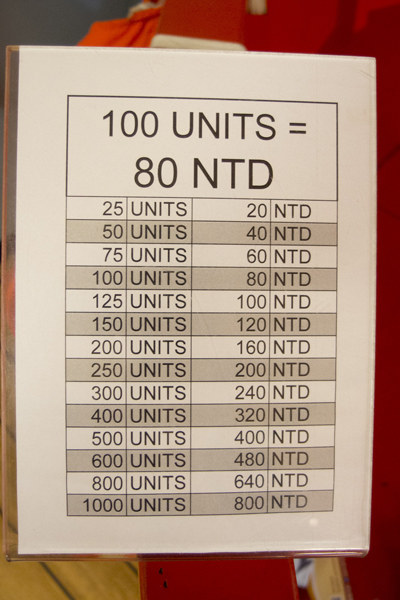 100 UNITS =
80 NTD
25 UNITS 20 NTD
50 UNITS 40 NTD
75 UNITS 60 NTD
100 UNITS 80 NTD
125 UNITS 100 NTD
150 UNITS 120 NTD
200 UNITS 160 NTD
250 UNITS 200 NTD
300 UNITS 240 NTD
400 UNITS 320 NTD
500 UNITS 400 NTD
600 UNITS 480 NTD
800 UNITS 640 NTD
1000 UNITS 800 NTD